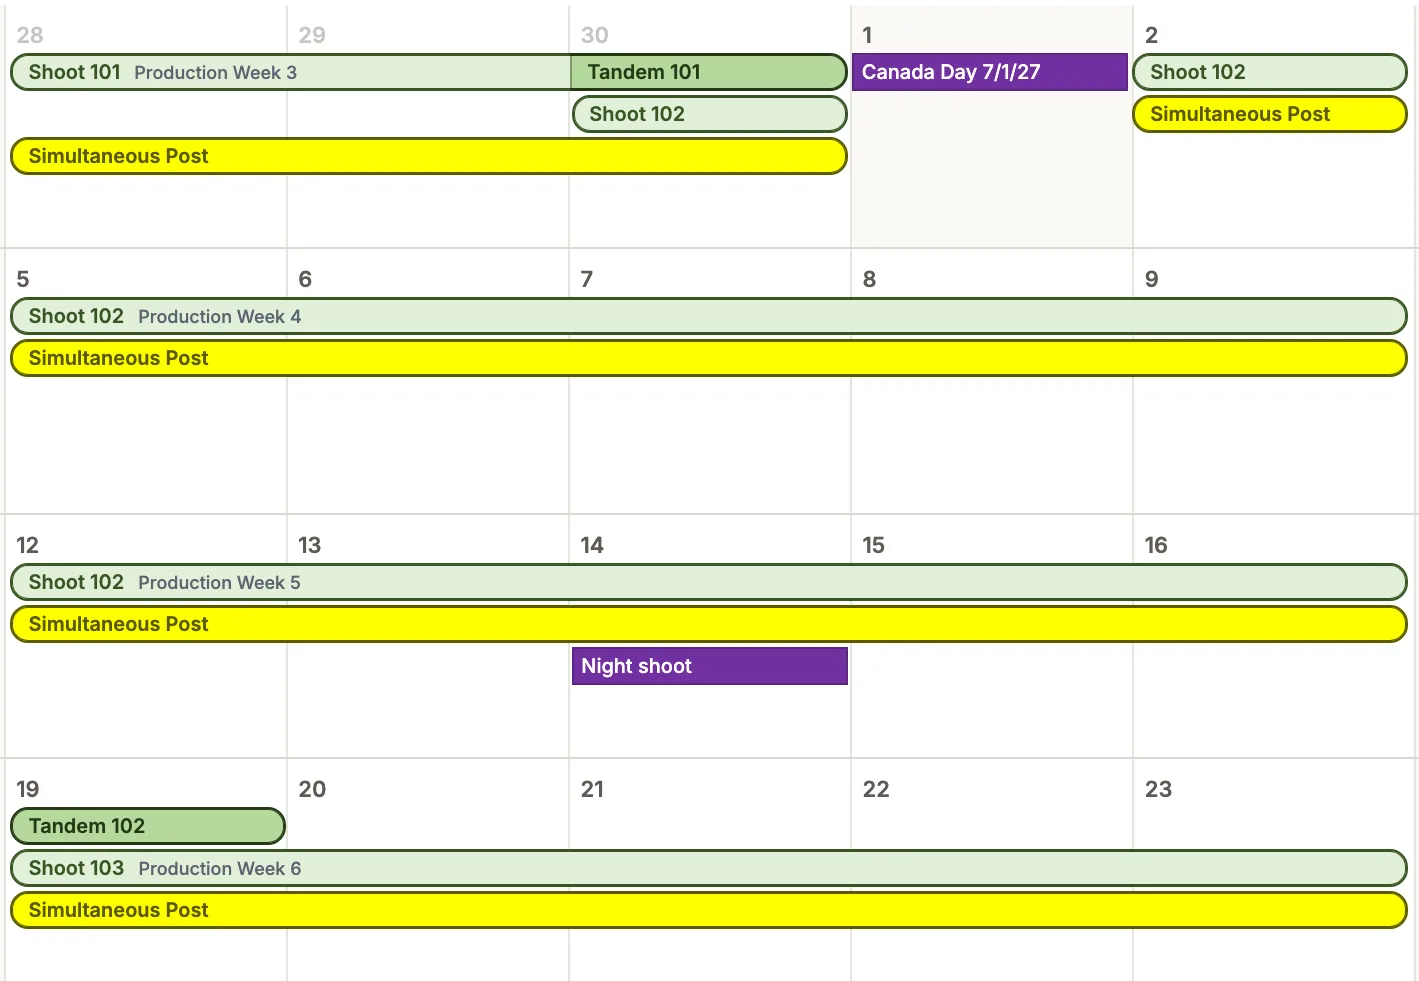 28 29 30 1 2
Shoot 101 Production Week 3 Tandem 101 Canada Day 7/1/27 Shoot 102
Shoot 102 Simultaneous Post
Simultaneous Post
5 6 7 8 9
Shoot 102 Production Week 4
Simultaneous Post
12 13 14 15 16
Shoot 102 Production Week 5
Simultaneous Post
Night shoot
19 20 21 22 23
Tandem 102
Shoot 103 Production Week 6
Simultaneous Post